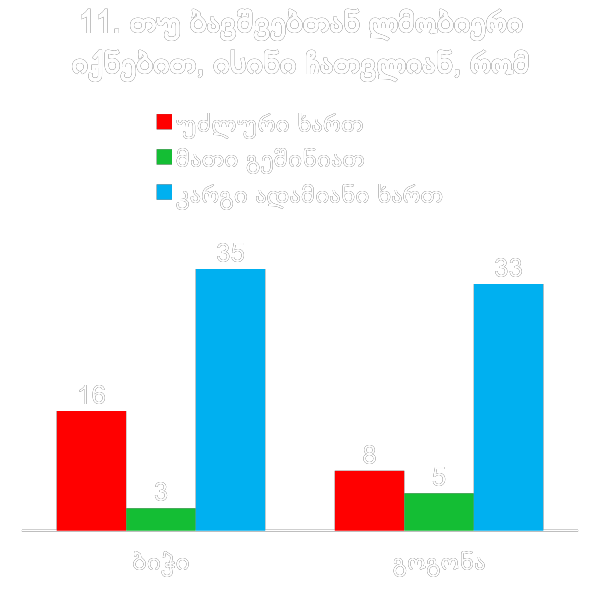 11. თუ ბავშვებთან ლმობიერი
იქნებით, ისინი ჩათვლიან, რომ
უძლური ხართ
მათი გეშინიათ
კარგი ადამიანი ხართ
35
33
16
8
5
3
ბიჭი
გოგონა